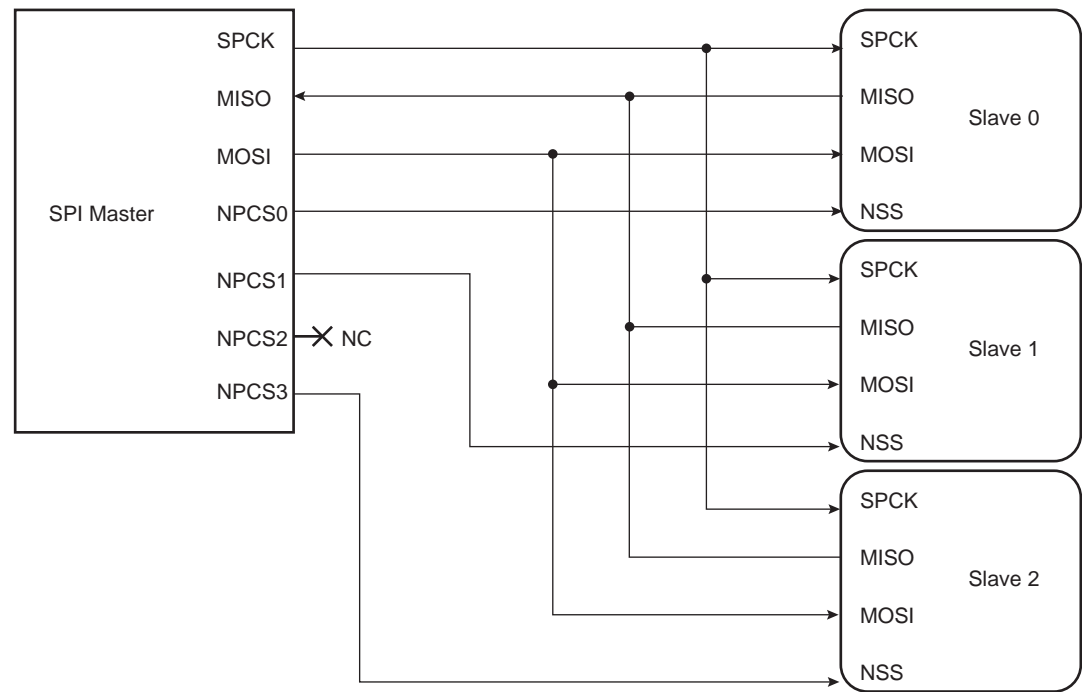 SPI Master
SPCK
MISO
MOSI
NPCS0
NPCS1
NPCS2
NC
NPCS3
SPCK
MISO
Slave 0
MOSI
NSS
SPCK
MISO
Slave 1
MOSI
NSS
SPCK
MISO
Slave 2
MOSI
NSS